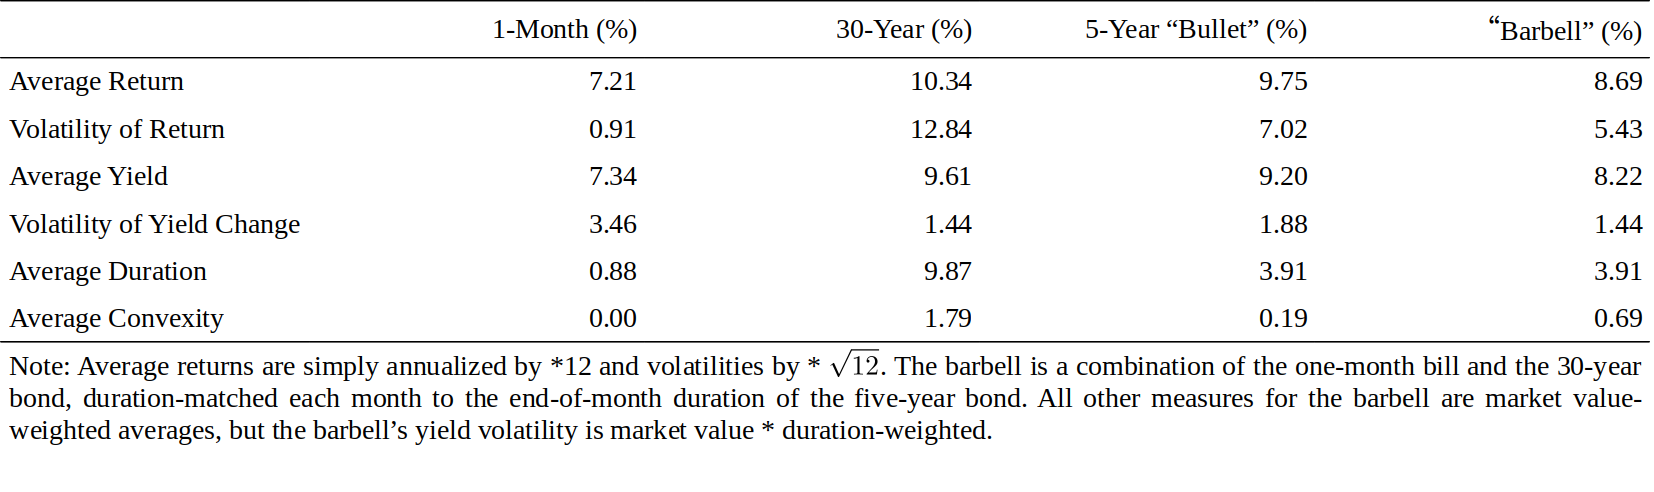 1-Month (%) 30-Year (%) 5-Year “Bullet” (%) “Barbell” (%)
Average Return 7.21 10.34 9.75 8.69
Volatility of Return 0.91 12.84 7.02 5.43
Average Yield 7.34 9.61 9.20 8.22
Volatility of Yield Change 3.46 1.44 1.88 1.44
Average Duration 0.88 9.87 3.91 3.91
Average Convexity 0.00 1.79 0.19 0.69
Note: Average returns are simply annualized by *12 and volatilities by * √12. The barbell is a combination of the one-month bill and the 30-year
bond, duration-matched each month to the end-of-month duration of the five-year bond. All other measures for the barbell are market value-
weighted averages, but the barbell’s yield volatility is market value * duration-weighted.